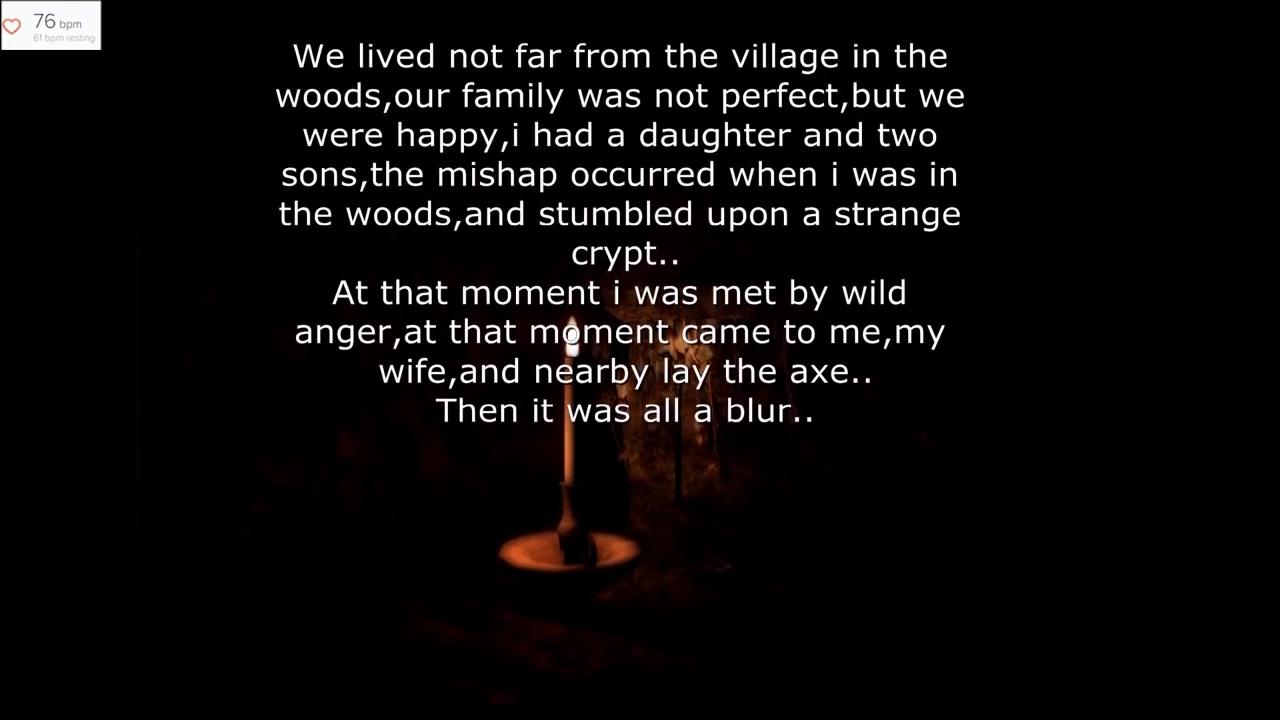 76 bpm
61 bpm resting
We lived not far from the village in the
woods,our family was not perfect,but we
were happy,i had a daughter and two
sons,the mishap occurred when i was in
the woods,and stumbled upon a strange
crypt..
At that moment i was met by wild
anger,at that moment came to me,my
wife,and nearby lay the axe..
Then it was all a blur..